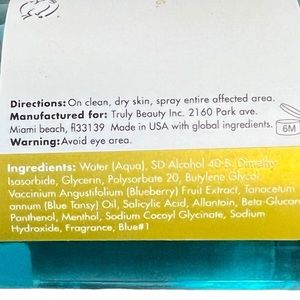 Directions: On clean, dry skin, spray entire affected area.
Manufactured for: Truly Beauty Inc. 2160 Park ave.
Miami beach, fl33139 Made in USA with global ingredients.
6M
Warning: Avoid eye area.
Ingredients: Water (Aqua), SD Alcohol 40-B, Dimethyl
Isosorbide, Glycerin, Polysorbate 20, Butylene Glycol,
Vaccinium Angustifolium (Blueberry) Fruit Extract, Tanacetum
annum (Blue Tansy) Oil, Salicylic Acid, Allantoin, Beta-Glucan
Panthenol, Menthol, Sodium Cocoyl Glycinate, Sodium
Hydroxide, Fragrance, Blue#1